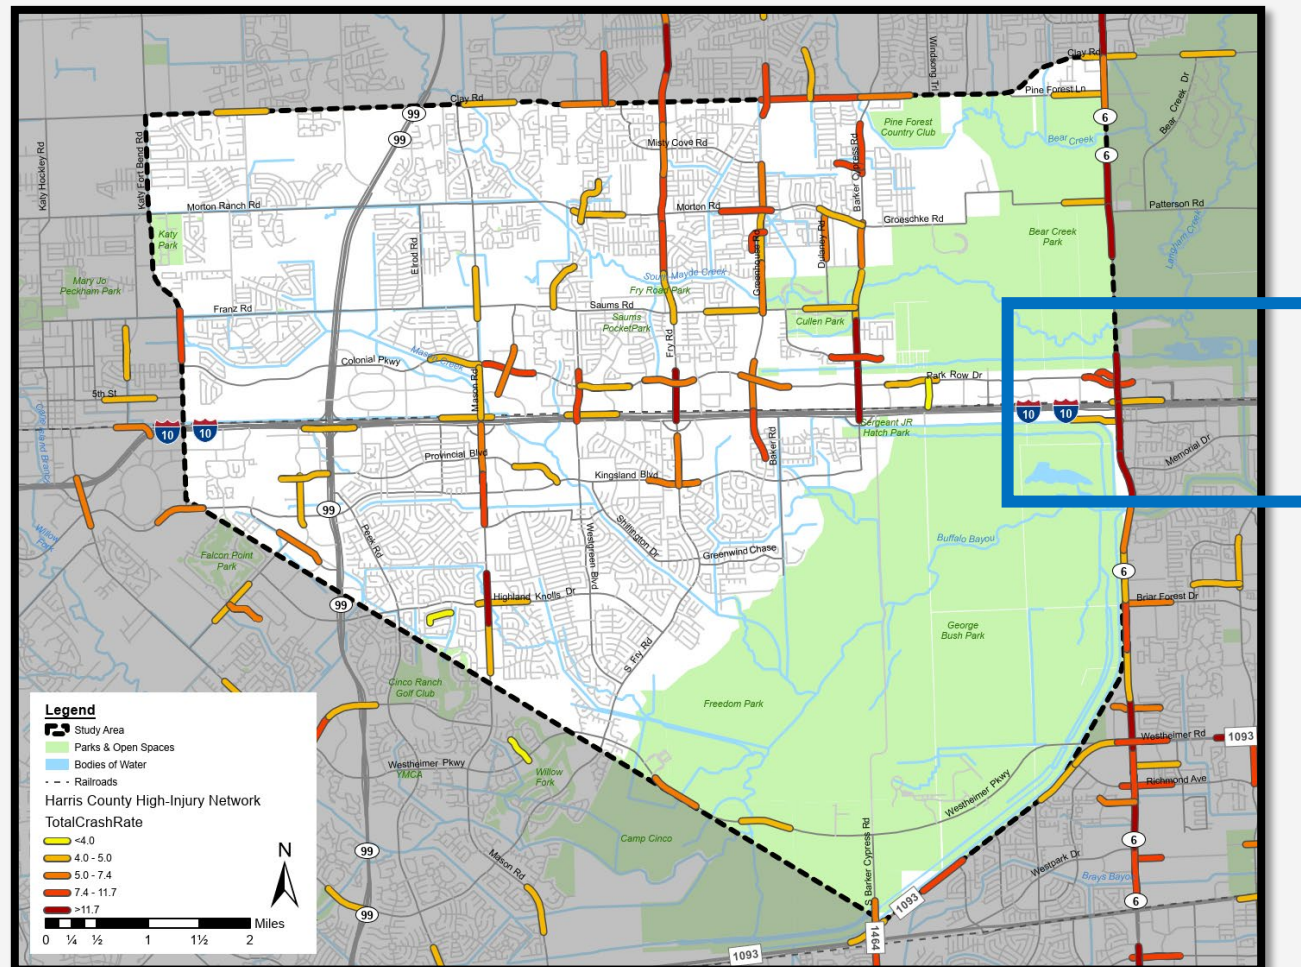 Clay Rd
Windsong Trl
Pine Forest Ln
Bear Creek Dr
99
Clay Rd
6
99
Pine Forest
Country Club
Bear Creek
Katy Hockley Rd
Katy Fort Bend Rd
Misty Cove Rd
Barker Cypress Rd
6
Morton Ranch Rd
Morton Rd
Groeschke Rd
Patterson Rd
Katy
Park
Elrod Rd
Greenhouse Rd
Dulaney Rd
Bear Creek
Park
Langham Creek
Mary Jo
Peckham Park
South Mayde Creek
Fry Road Park
Franz Rd
Saums Rd
Saums
PocketPark
Cullen Park
Fry Rd
Colonial Pkwy
Mason Creek
Mason Rd
Park Row Dr
5th St
10
10
10
10
Sergeant JR
Hatch Park
Memorial Dr
Baker Rd
Provincial Blvd
Kingsland Blvd
99
Willow
Fork
Peek Rd
Falcon Point
Park
Westgreen Blvd
Shillington Dr
Greenwind Chase
Buffalo Bayou
6
99
Highland Knolls Dr
Briar Forest Dr
George
Bush Park
S Fry Rd
Cinco Ranch
Golf Club
Freedom Park
Westheimer Rd
1093
Westheimer Pkwy
YMCA
Willow
Fork
Richmond Ave
Westheimer Pkwy
Camp Cinco
S Barker Cypress Rd
6
99
Mason Rd
Westpark Dr
Brays Bayou
99
1093
6
1464
1093
Legend
Study Area
Parks & Open Spaces
Bodies of Water
Railroads
Harris County High-Injury Network
TotalCrashRate
<4.0
4.0 - 5.0
5.0 - 7.4
7.4 - 11.7
>11.7
N
Miles
0 ¼ ½ 1 1½ 2